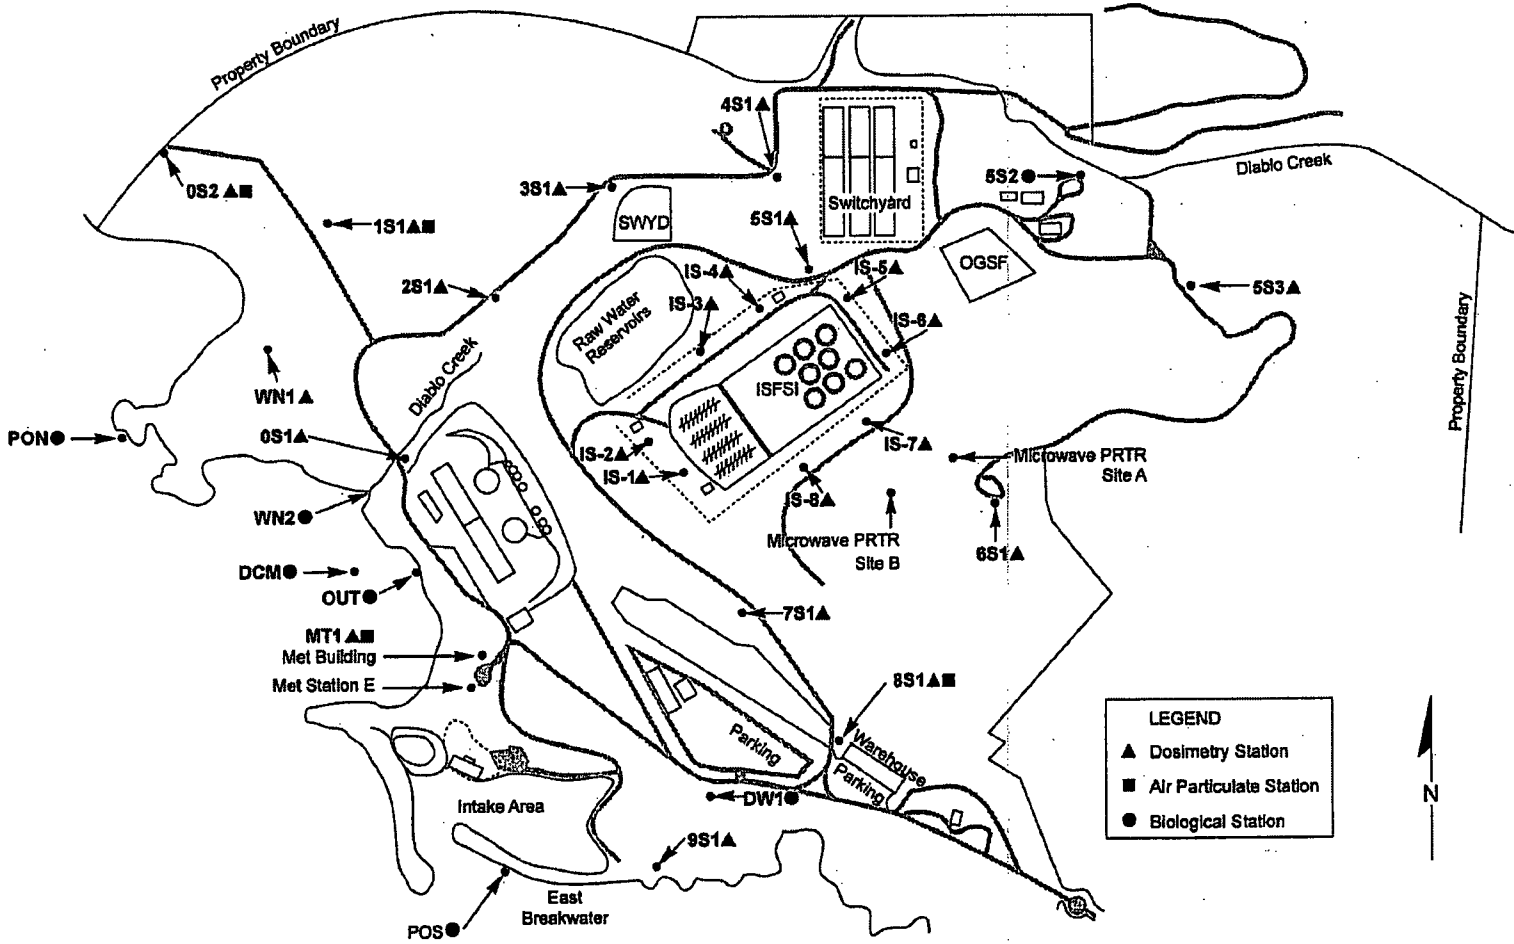 Property Boundary
4S1▲
Diablo Creek
0S2▲■
3S1▲
5S2●
1S1▲■
SWYD
Switchyard
5S1▲
IS-4▲
IS-5▲
OGSF
2S1▲
5S3▲
IS-3▲
Raw Water
Reservoirs
IS-6▲
Property Boundary
Diablo Creek
ISFSI
WN1▲
PON●
0S1▲
IS-2▲
IS-7▲
Microwave PRTR
Site A
IS-1▲
IS-8▲
WN2●
Microwave PRTR
Site B
6S1▲
DCM●
OUT●
7S1▲
MT1▲■
Met Building
Met Station E
8S1▲■
Parking
Warehouse
Parking
LEGEND
▲ Dosimetry Station
■ Air Particulate Station
● Biological Station
N
Intake Area
DW1●
9S1▲
East
Breakwater
POS●